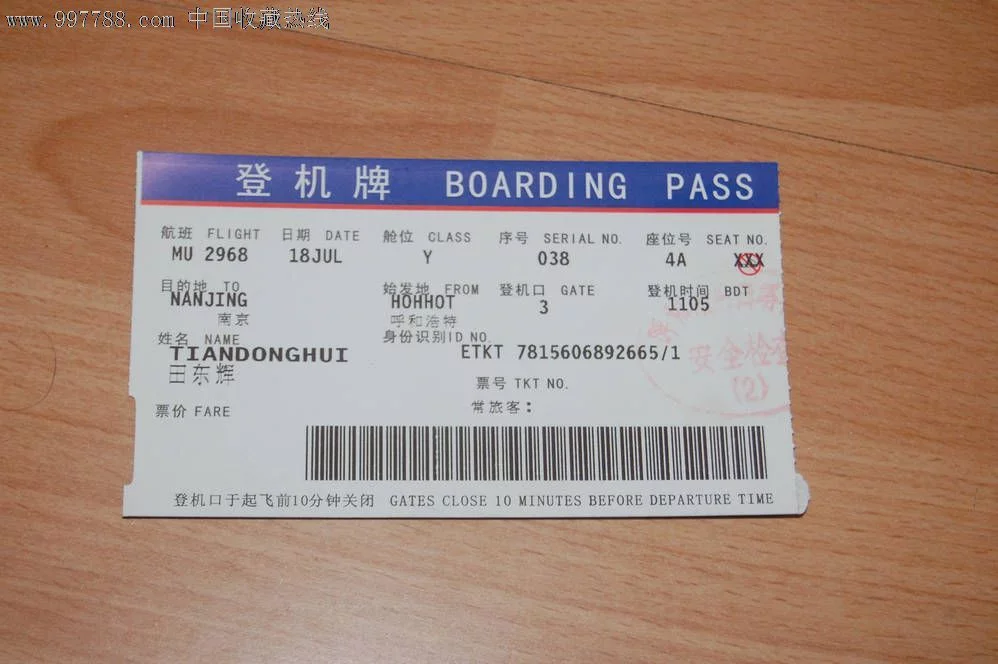 www.997788.com 中国收藏热线
登机牌 BOARDING PASS
航班 FLIGHT 日期 DATE 舱位 CLASS 序号 SERIAL NO. 座位号 SEAT NO.
MU 2968 18JUL Y 038 4A XXX
目的地 TO 始发地 FROM 登机口 GATE 登机时间 BDT
NANJING HOHHOT 3 1105
南京 呼和浩特
姓名 NAME 身份识别ID NO.
TIANDONGHUI ETKT 7815606892665/1
田东辉
票号 TKT NO.
票价 FARE 常旅客：
安全检查
(2)
登机口于起飞前10分钟关闭 GATES CLOSE 10 MINUTES BEFORE DEPARTURE TIME